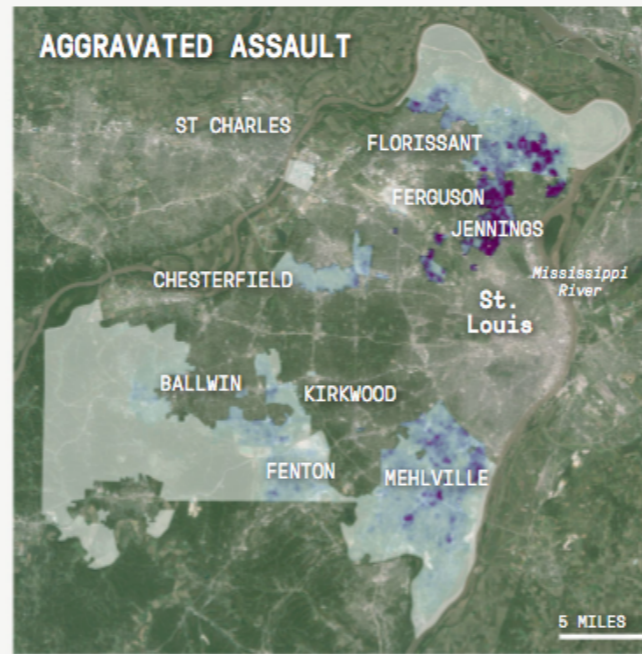 AGGRAVATED ASSAULT
ST CHARLES
FLORISSANT
FERGUSON
JENNINGS
CHESTERFIELD
Mississippi
River
St.
Louis
BALLWIN
KIRKWOOD
FENTON
MEHLVILLE
5 MILES